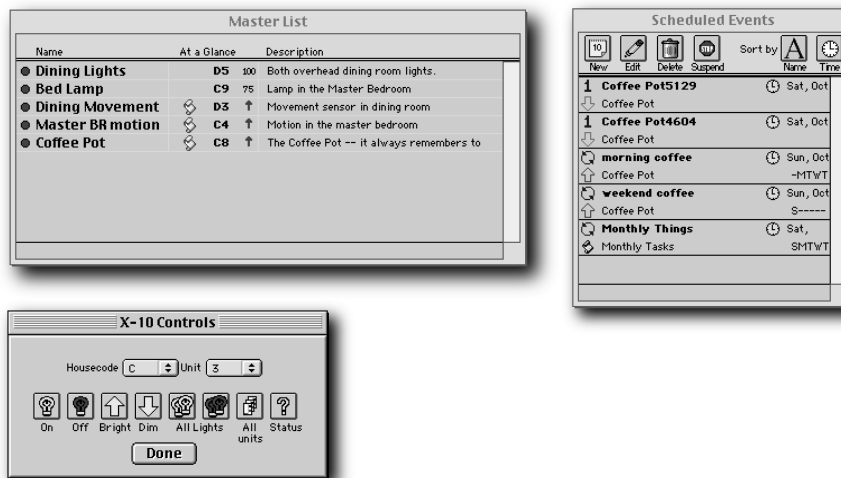 Master List
Name At a Glance Description
Dining Lights D5 100 Both overhead dining room lights.
Bed Lamp C9 75 Lamp in the Master Bedroom
Dining Movement D3 Movement sensor in dining room
Master BR motion C4 Motion in the master bedroom
Coffee Pot C8 The Coffee Pot -- it always remembers to
Scheduled Events
10 STOP Sort by A
New Edit Delete Suspend Name Time
1 Coffee Pot5129 Sat, Oct
Coffee Pot
1 Coffee Pot4604 Sat, Oct
Coffee Pot
morning coffee Sun, Oct
Coffee Pot -MTWT
weekend coffee Sun, Oct
Coffee Pot S-----
Monthly Things Sat,
Monthly Tasks SMTWT
X-10 Controls
Housecode C Unit 3
?
On Off Bright Dim All Lights All units Status
Done